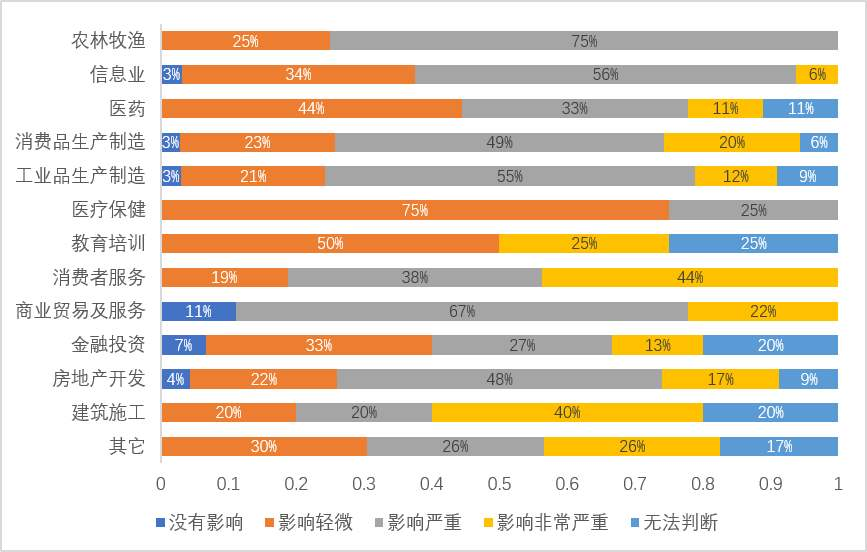 农林牧渔 25% 75%
信息业 3% 34% 56% 6%
医药 44% 33% 11% 11%
消费品生产制造 3% 23% 49% 20% 6%
工业品生产制造 3% 21% 55% 12% 9%
医疗保健 75% 25%
教育培训 50% 25% 25%
消费者服务 19% 38% 44%
商业贸易及服务 11% 67% 22%
金融投资 7% 33% 27% 13% 20%
房地产开发 4% 22% 48% 17% 9%
建筑施工 20% 20% 40% 20%
其它 30% 26% 26% 17%
0 0.1 0.2 0.3 0.4 0.5 0.6 0.7 0.8 0.9 1
没有影响 影响轻微 影响严重 影响非常严重 无法判断